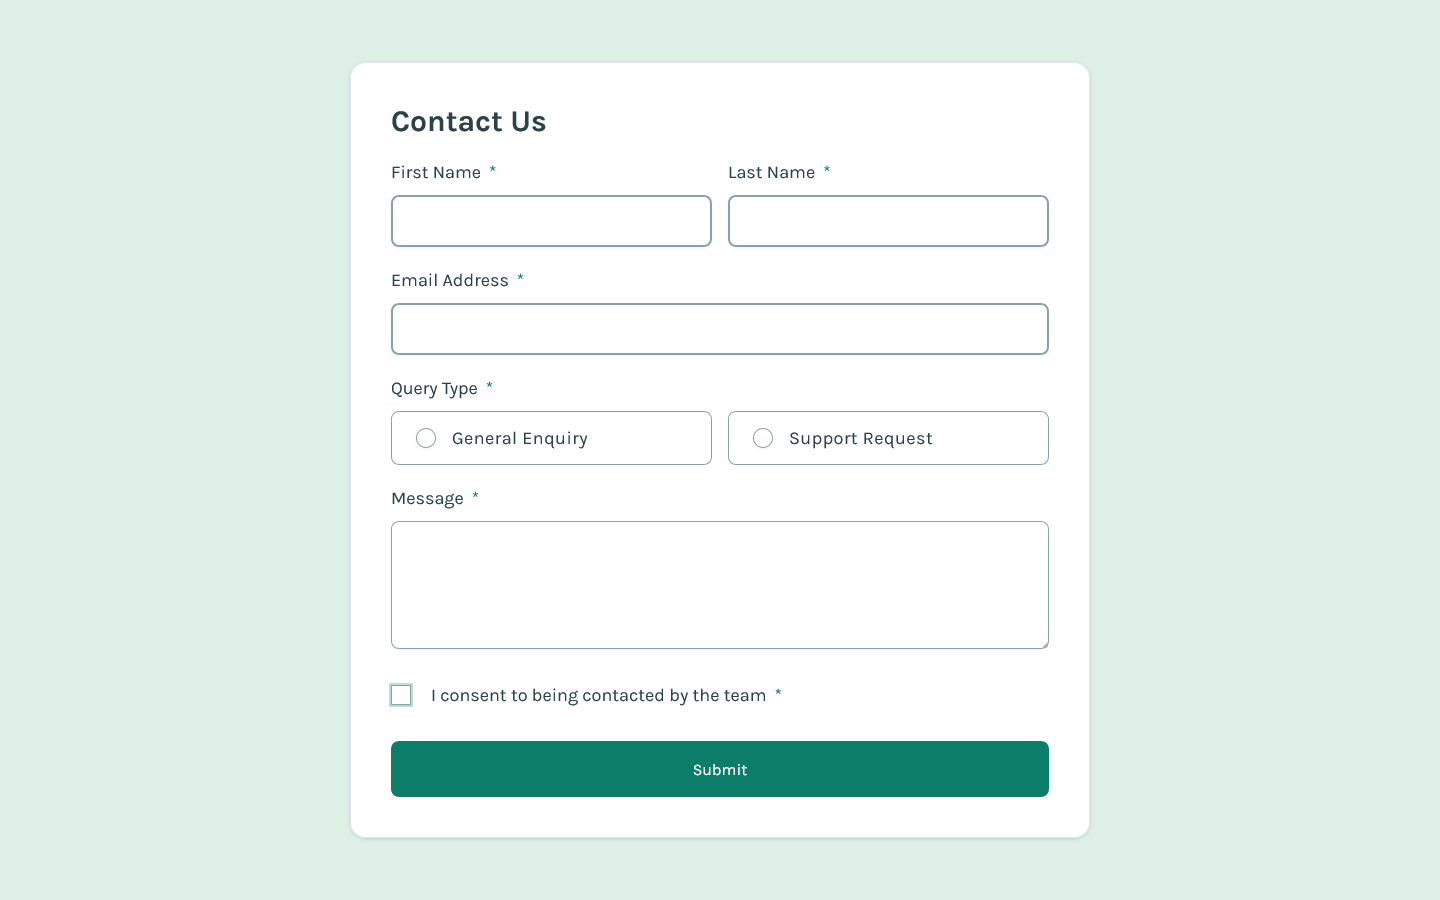 Contact Us
First Name * Last Name *
Email Address *
Query Type *
General Enquiry Support Request
Message *
I consent to being contacted by the team *
Submit